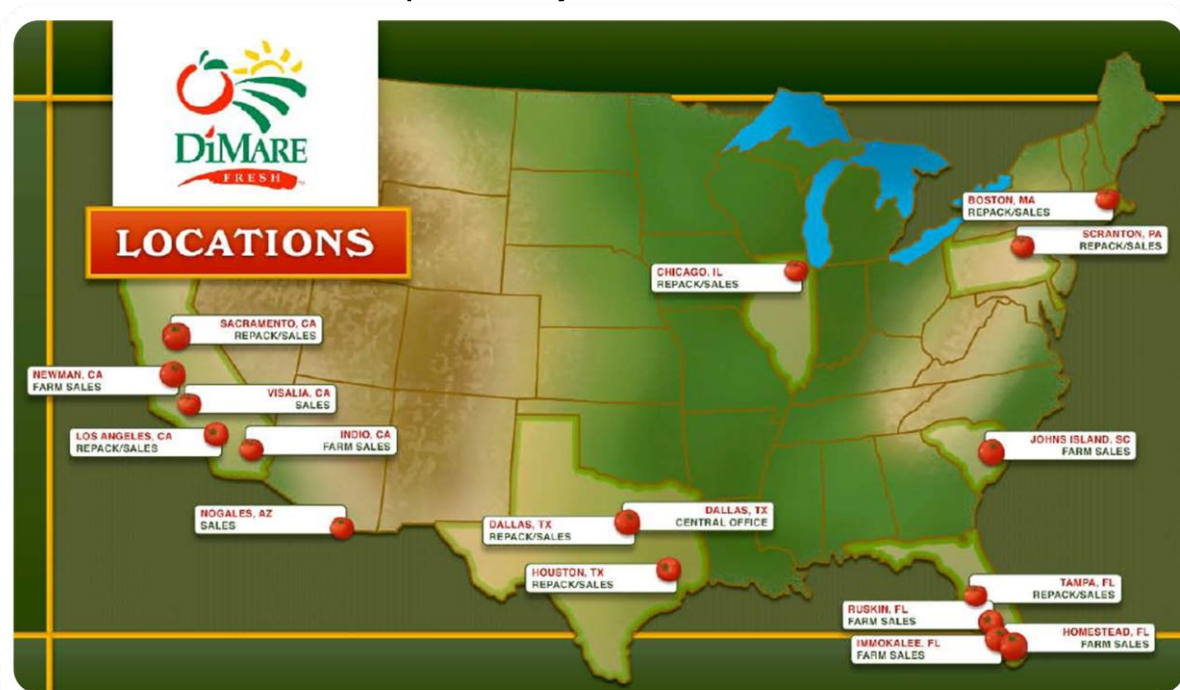 DiMARE
FRESH
LOCATIONS
BOSTON, MA
REPACK/SALES
SCRANTON, PA
REPACK/SALES
CHICAGO, IL
REPACK/SALES
SACRAMENTO, CA
REPACK/SALES
NEWMAN, CA
FARM SALES
VISALIA, CA
SALES
LOS ANGELES, CA
REPACK/SALES
INDIO, CA
FARM SALES
JOHNS ISLAND, SC
FARM SALES
NOGALES, AZ
SALES
DALLAS, TX
REPACK/SALES
DALLAS, TX
CENTRAL OFFICE
HOUSTON, TX
REPACK/SALES
TAMPA, FL
REPACK/SALES
RUSKIN, FL
FARM SALES
HOMESTEAD, FL
FARM SALES
IMMOKALEE, FL
FARM SALES